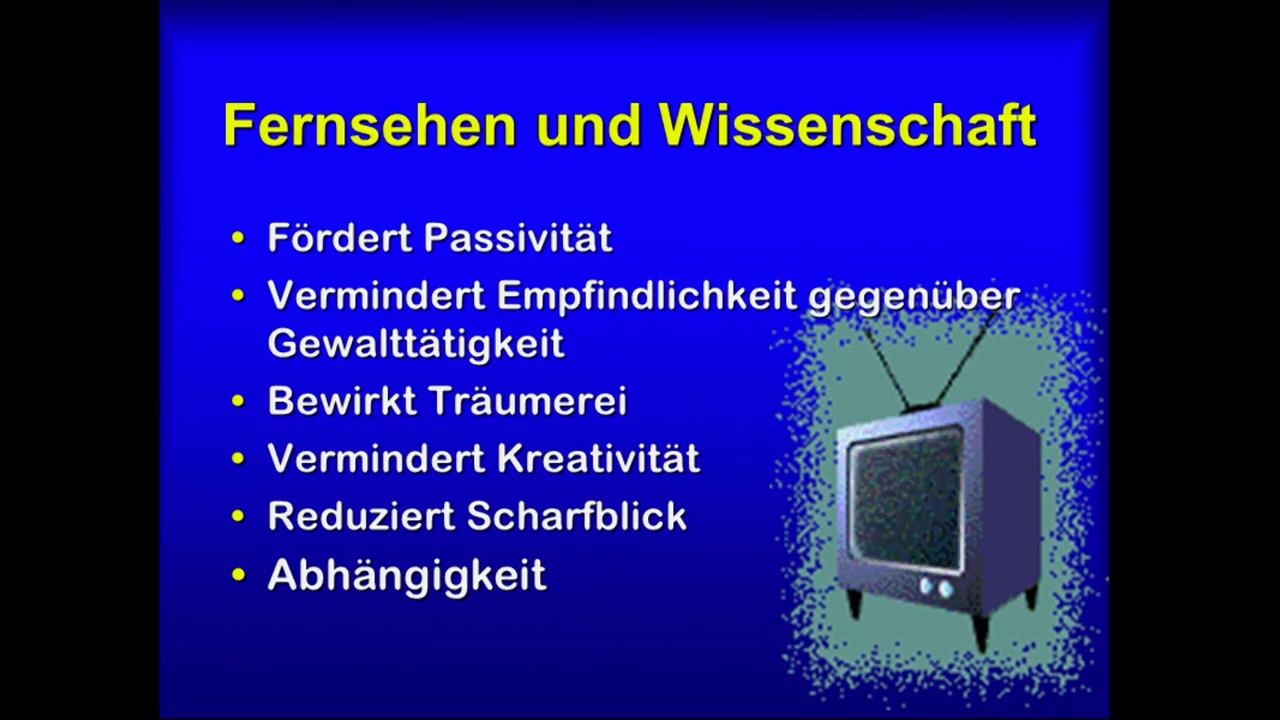 Fernsehen und Wissenschaft
• Fördert Passivität
• Vermindert Empfindlichkeit gegenüber
Gewalttätigkeit
• Bewirkt Träumerei
• Vermindert Kreativität
• Reduziert Scharfblick
• Abhängigkeit